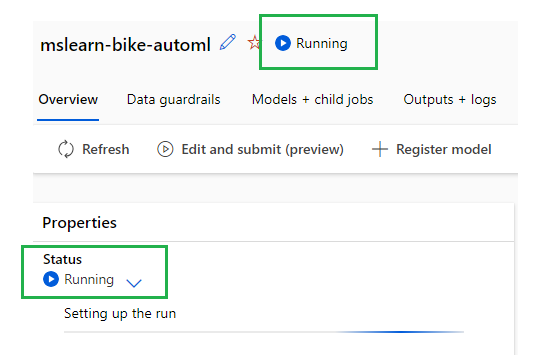 mslearn-bike-automl Running
Overview Data guardrails Models + child jobs Outputs + logs
Refresh Edit and submit (preview) Register model
Properties
Status
Running
Setting up the run